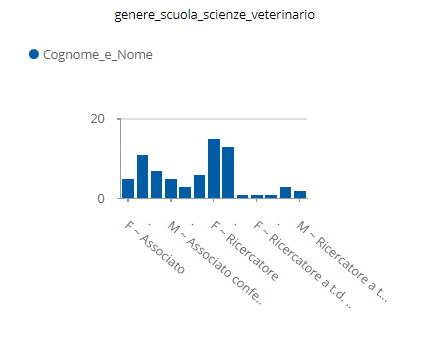 genere_scuola_scienze_veterinario
Cognome_e_Nome
20
0
F ~ Associato
M ~ Associato confe..
F ~ Ricercatore
F ~ Ricercatore a t.d. ..
M ~ Ricercatore a t...